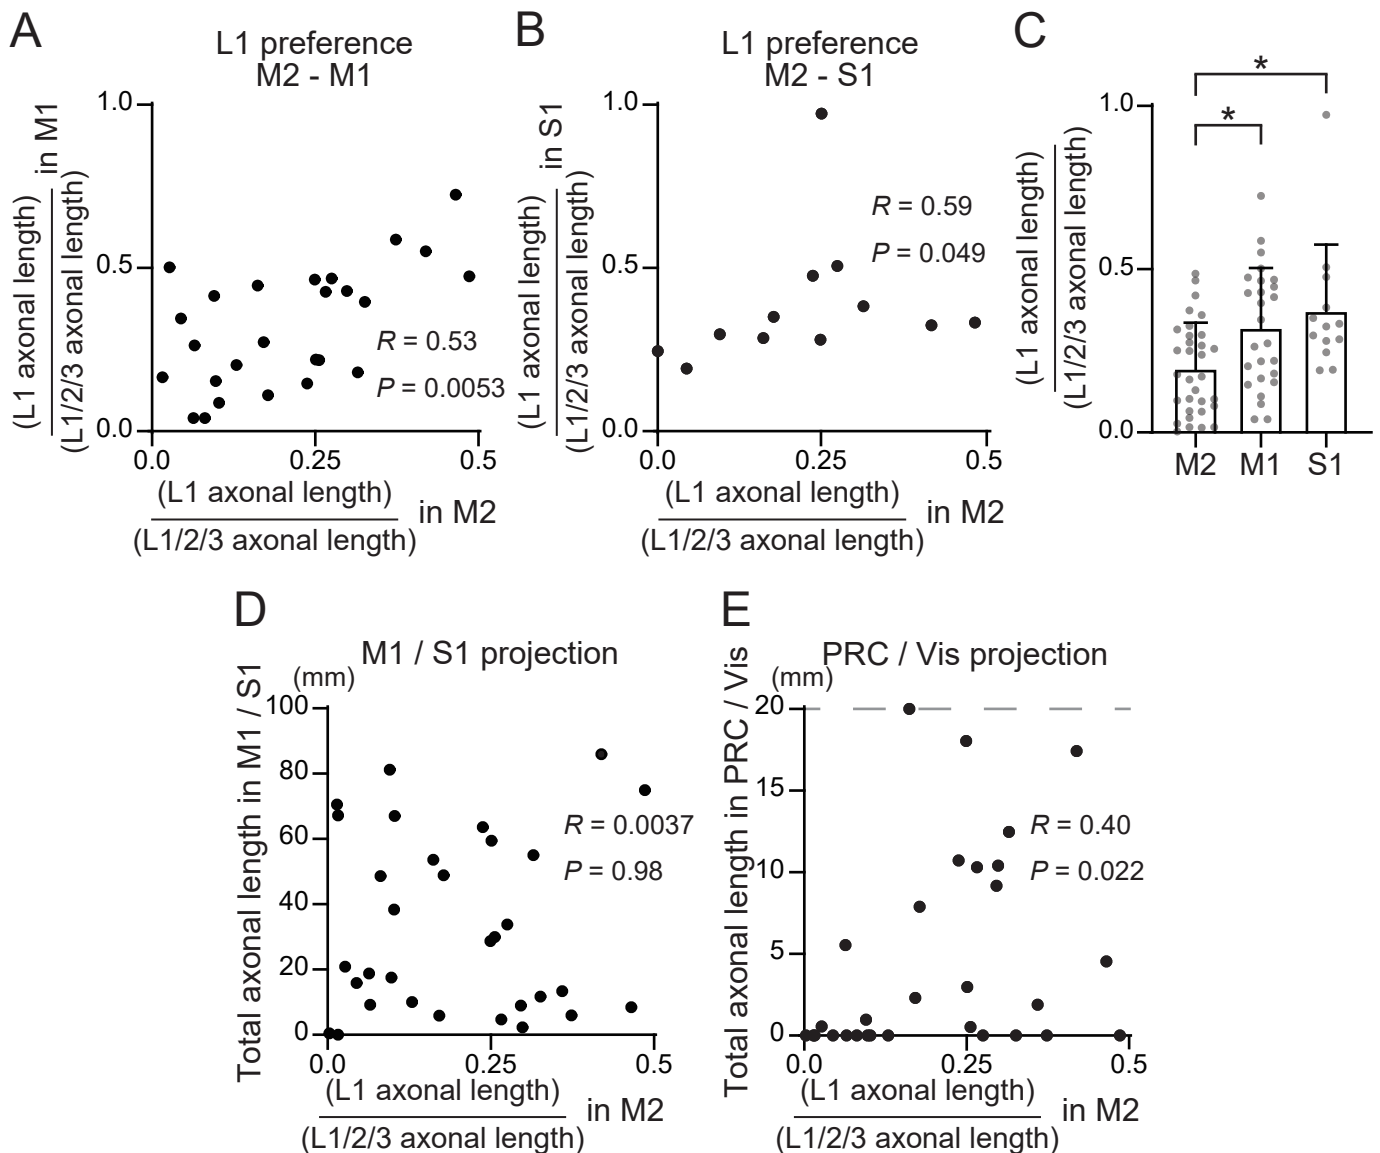 A
L1 preference
M2 - M1
(L1 axonal length)
(L1/2/3 axonal length)
in M1
1.0
0.5
0.0
R = 0.53
P = 0.0053
0.0
0.25
0.5
(L1 axonal length)
(L1/2/3 axonal length)
in M2
B
L1 preference
M2 - S1
(L1 axonal length)
(L1/2/3 axonal length)
in S1
1.0
0.5
0.0
R = 0.59
P = 0.049
0.0
0.25
0.5
(L1 axonal length)
(L1/2/3 axonal length)
in M2
C
(L1 axonal length)
(L1/2/3 axonal length)
*
*
1.0
0.5
0.0
M2
M1
S1
D
M1 / S1 projection
(mm)
Total axonal length in M1 / S1
100
80
60
40
20
0
R = 0.0037
P = 0.98
0.0
0.25
0.5
(L1 axonal length)
(L1/2/3 axonal length)
in M2
E
PRC / Vis projection
(mm)
Total axonal length in PRC / Vis
20
15
10
5
0
R = 0.40
P = 0.022
0.0
0.25
0.5
(L1 axonal length)
(L1/2/3 axonal length)
in M2